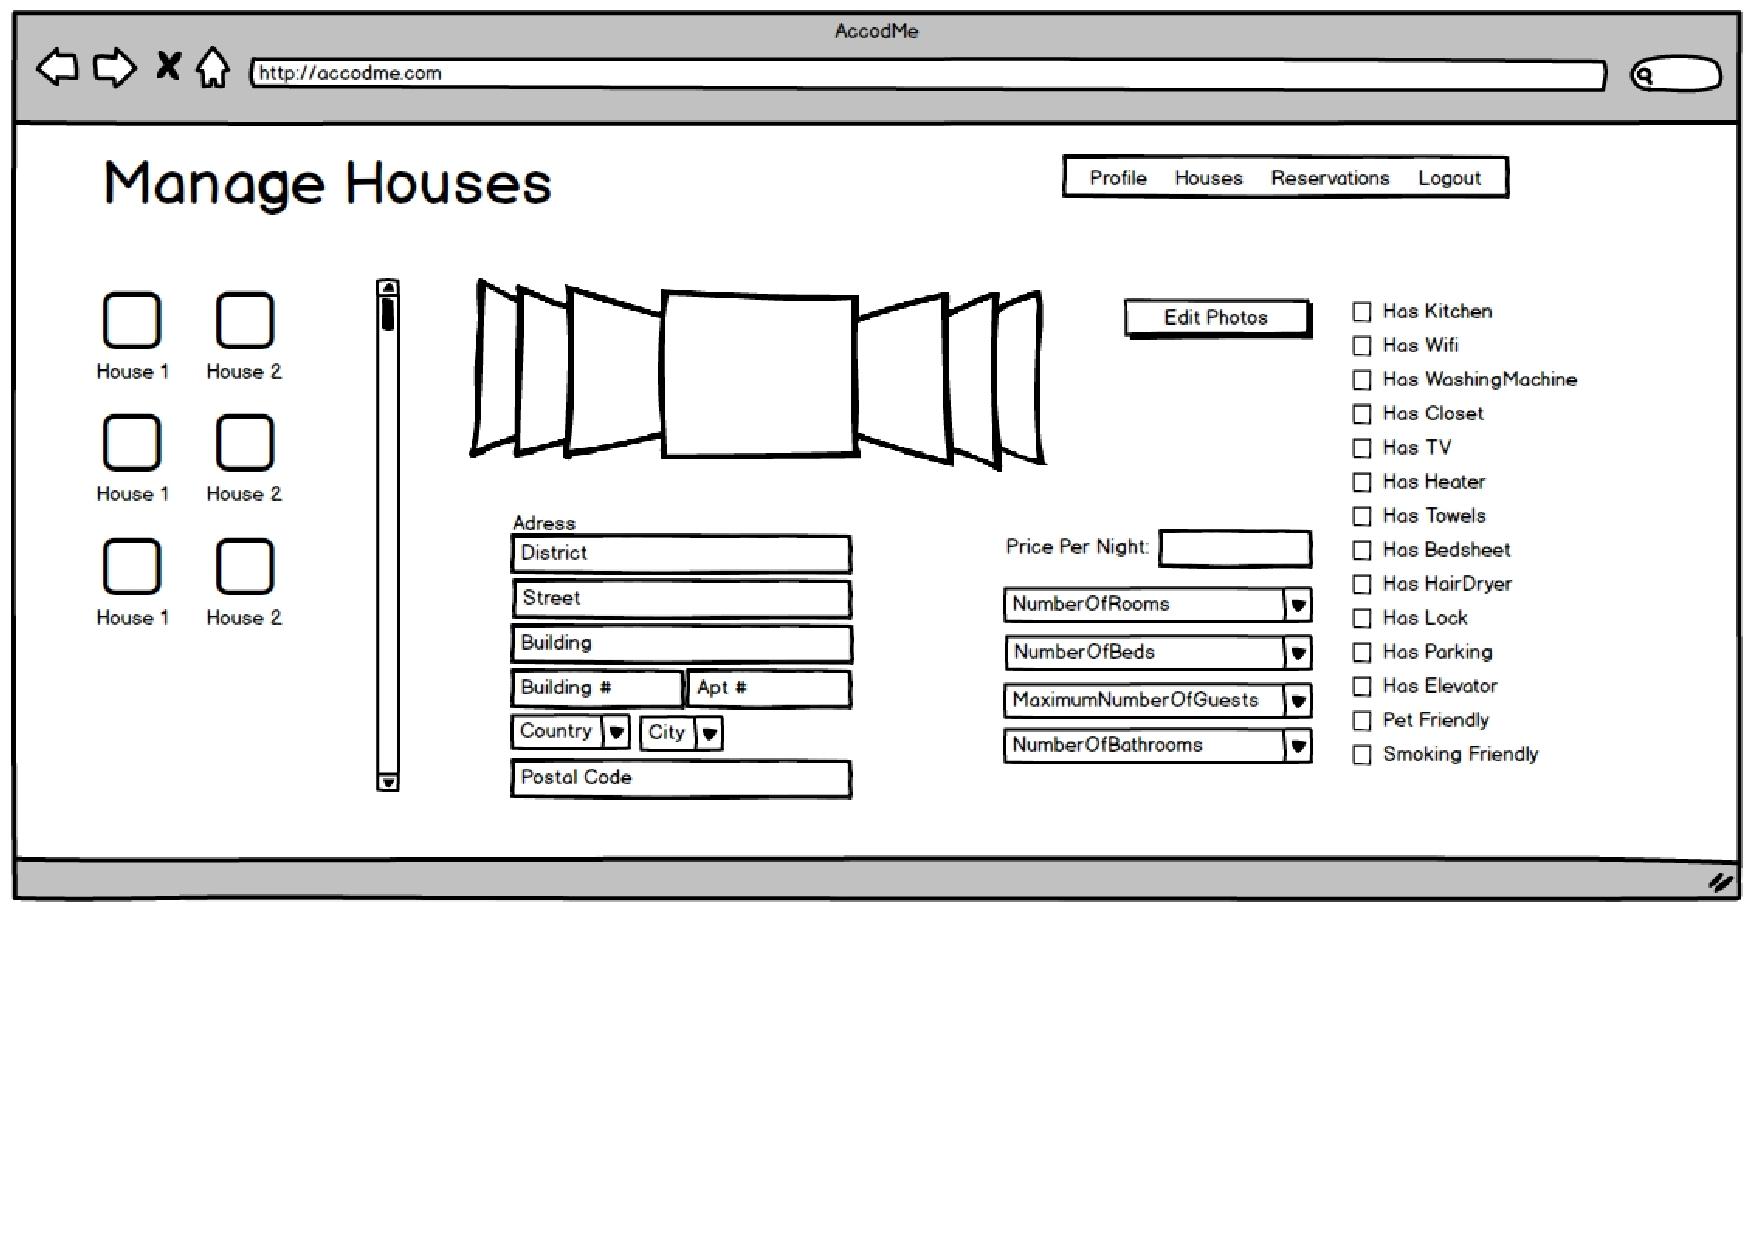 AccodMe
http://accodme.com
Manage Houses
Profile Houses Reservations Logout
House 1 House 2
House 1 House 2
House 1 House 2
Edit Photos
Adress
District
Street
Building
Building # Apt #
Country City
Postal Code
Price Per Night:
NumberOfRooms
NumberOfBeds
MaximumNumberOfGuests
NumberOfBathrooms
Has Kitchen
Has Wifi
Has WashingMachine
Has Closet
Has TV
Has Heater
Has Towels
Has Bedsheet
Has HairDryer
Has Lock
Has Parking
Has Elevator
Pet Friendly
Smoking Friendly